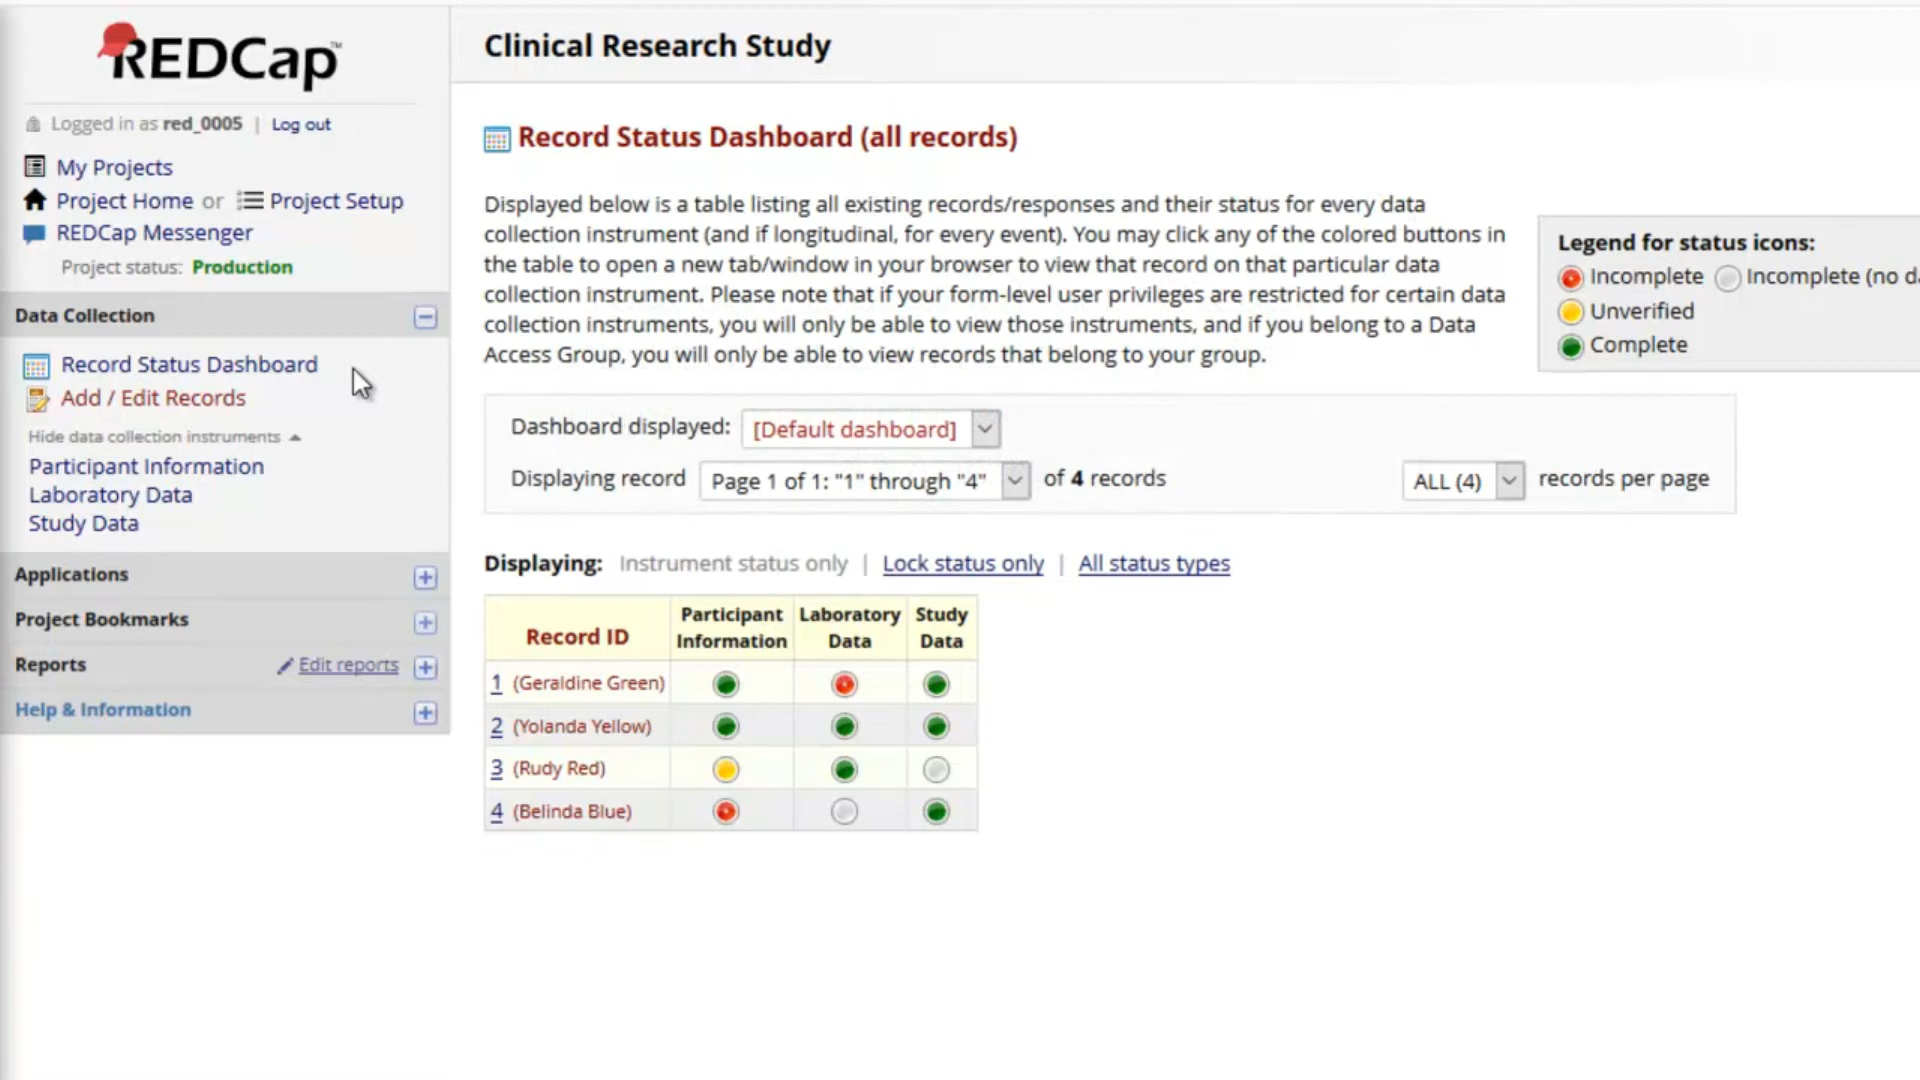 REDCap™
Logged in as red_0005 | Log out
My Projects
Project Home or Project Setup
REDCap Messenger
Project status: Production
Data Collection
Record Status Dashboard
Add / Edit Records
Hide data collection instruments
Participant Information
Laboratory Data
Study Data
Applications
Project Bookmarks
Reports Edit reports
Help & Information
Clinical Research Study
Record Status Dashboard (all records)
Displayed below is a table listing all existing records/responses and their status for every data
collection instrument (and if longitudinal, for every event). You may click any of the colored buttons in
the table to open a new tab/window in your browser to view that record on that particular data
collection instrument. Please note that if your form-level user privileges are restricted for certain data
collection instruments, you will only be able to view those instruments, and if you belong to a Data
Access Group, you will only be able to view records that belong to your group.
Legend for status icons:
Incomplete Incomplete (no
Unverified
Complete
Dashboard displayed: [Default dashboard]
Displaying record Page 1 of 1: "1" through "4" of 4 records ALL (4) records per page
Displaying: Instrument status only | Lock status only | All status types
Record ID Participant Information Laboratory Data Study Data
1 (Geraldine Green)
2 (Yolanda Yellow)
3 (Rudy Red)
4 (Belinda Blue)